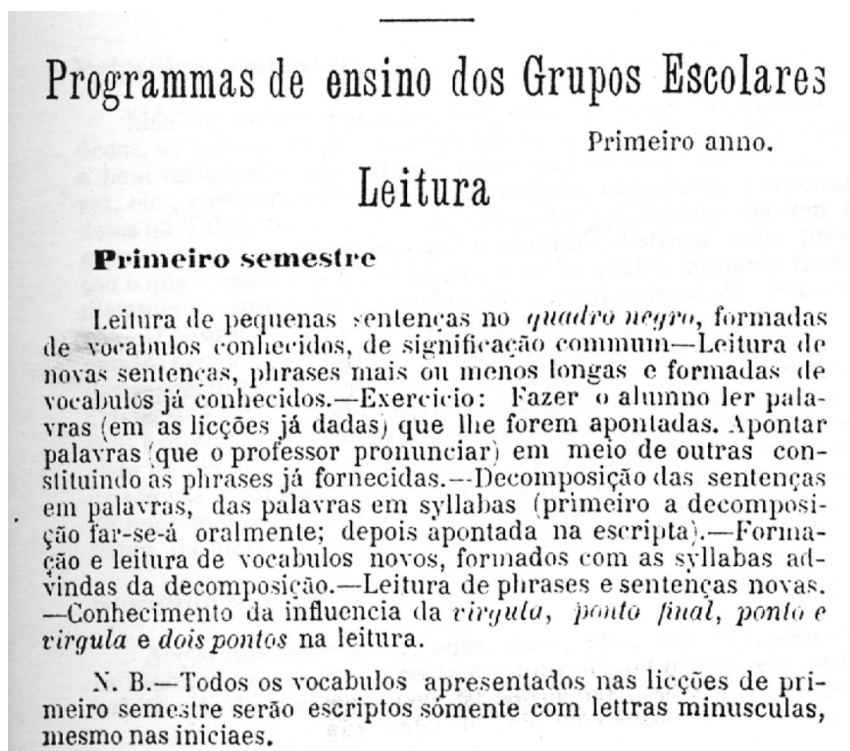 Programmas de ensino dos Grupos Escolares
Primeiro anno.
Leitura
Primeiro semestre
Leitura de pequenas sentenças no quadro negro, formadas
de vocabulos conhecidos, de significação commum—Leitura de
novas sentenças, phrases mais ou menos longas e formadas de
vocabulos já conhecidos.—Exercicio: Fazer o alumno ler pala-
vras (em as licções já dadas) que lhe forem apontadas. Apontar
palavras (que o professor pronunciar) em meio de outras con-
stituindo as phrases já fornecidas.—Decomposição das sentenças
em palavras, das palavras em syllabas (primeiro a decomposi-
ção far-se-á oralmente; depois apontada na escripta).—Forma-
ção e leitura de vocabulos novos, formados com as syllabas ad-
vindas da decomposição.—Leitura de phrases e sentenças novas.
—Conhecimento da influencia da virgula, ponto final, ponto e
virgula e dois pontos na leitura.
N. B.—Todos os vocabulos apresentados nas licções de pri-
meiro semestre serão escriptos sómente com lettras minusculas,
mesmo nas iniciaes.